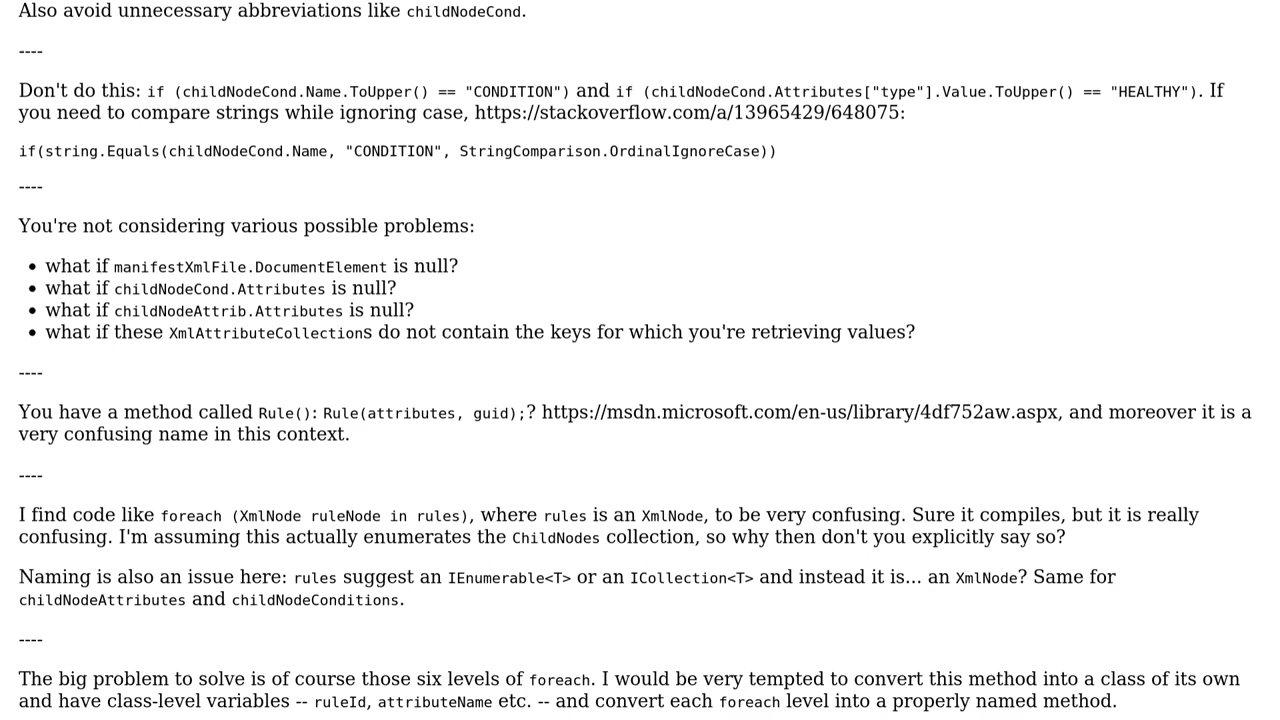 Also avoid unnecessary abbreviations like childNodeCond.
----
Don't do this: if (childNodeCond.Name.ToUpper() == "CONDITION") and if (childNodeCond.Attributes["type"].Value.ToUpper() == "HEALTHY"). If
you need to compare strings while ignoring case, https://stackoverflow.com/a/13965429/648075:
if(string.Equals(childNodeCond.Name, "CONDITION", StringComparison.OrdinalIgnoreCase))
----
You're not considering various possible problems:
• what if manifestXmlFile.DocumentElement is null?
• what if childNodeCond.Attributes is null?
• what if childNodeAttrib.Attributes is null?
• what if these XmlAttributeCollections do not contain the keys for which you're retrieving values?
----
You have a method called Rule(): Rule(attributes, guid);? https://msdn.microsoft.com/en-us/library/4df752aw.aspx, and moreover it is a
very confusing name in this context.
----
I find code like foreach (XmlNode ruleNode in rules), where rules is an XmlNode, to be very confusing. Sure it compiles, but it is really
confusing. I'm assuming this actually enumerates the ChildNodes collection, so why then don't you explicitly say so?
Naming is also an issue here: rules suggest an IEnumerable<T> or an ICollection<T> and instead it is... an XmlNode? Same for
childNodeAttributes and childNodeConditions.
----
The big problem to solve is of course those six levels of foreach. I would be very tempted to convert this method into a class of its own
and have class-level variables -- ruleId, attributeName etc. -- and convert each foreach level into a properly named method.